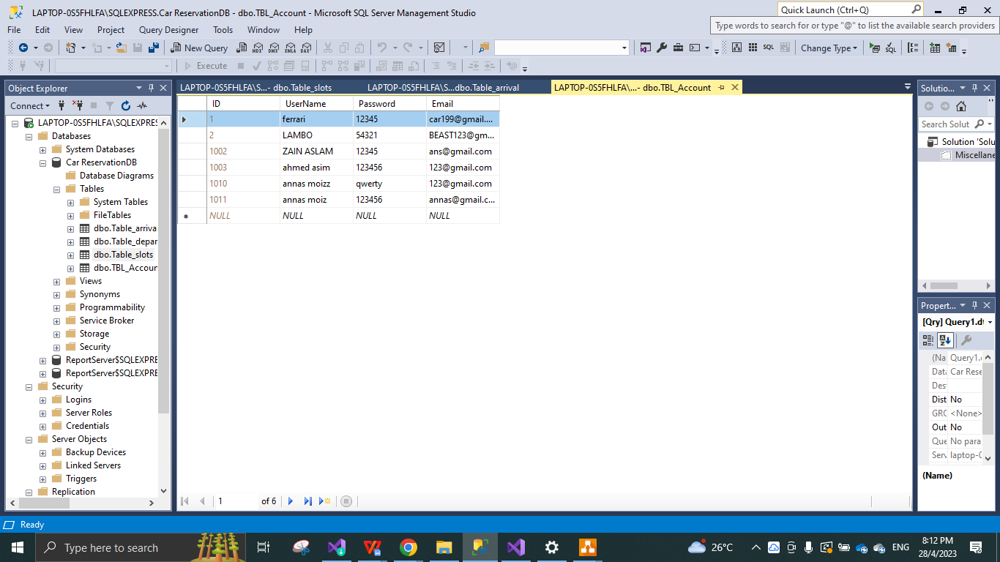 LAPTOP-0S5FHLFA\SQLEXPRESS.Car ReservationDB - dbo.TBL_Account - Microsoft SQL Server Management Studio
Quick Launch (Ctrl+Q)
File Edit View Project Query Designer Tools Window Help
Type words to search for or type "@" to list the available search providers
New Query MDX DMX XMLA DAX SQL Change Type
Execute
Object Explorer
Connect
LAPTOP-0S5FHLFA\SQLEXPRES
Databases
System Databases
Car ReservationDB
Database Diagrams
Tables
System Tables
FileTables
dbo.Table_arriva
dbo.Table_depar
dbo.Table_slots
dbo.TBL_Accour
Views
Synonyms
Programmability
Service Broker
Storage
Security
ReportServer$SQLEXPRE
ReportServer$SQLEXPRE
Security
Logins
Server Roles
Credentials
Server Objects
Backup Devices
Linked Servers
Triggers
Replication
LAPTOP-0S5FHLFA\S...- dbo.Table_slots LAPTOP-0S5FHLFA\S...dbo.Table_arrival LAPTOP-0S5FHLFA\...- dbo.TBL_Account
ID UserName Password Email
1 ferrari 12345 car199@gmail....
2 LAMBO 54321 BEAST123@gm...
1002 ZAIN ASLAM 12345 ans@gmail.com
1003 ahmed asim 123456 123@gmail.com
1010 annas moizz qwerty 123@gmail.com
1011 annas moiz 123456 annas@gmail.c...
NULL NULL NULL NULL
1 of 6
Solutio...
Search Solut
Solution 'Solu
Miscellane
Propert...
[Qry] Query1.dt
(Na Query1.
Data Car Rese
Des
Dist No
GRC <None>
Out No
Que No para
Serv laptop-0
(Name)
Ready
Type here to search
26°C
ENG
8:12 PM
28/4/2023